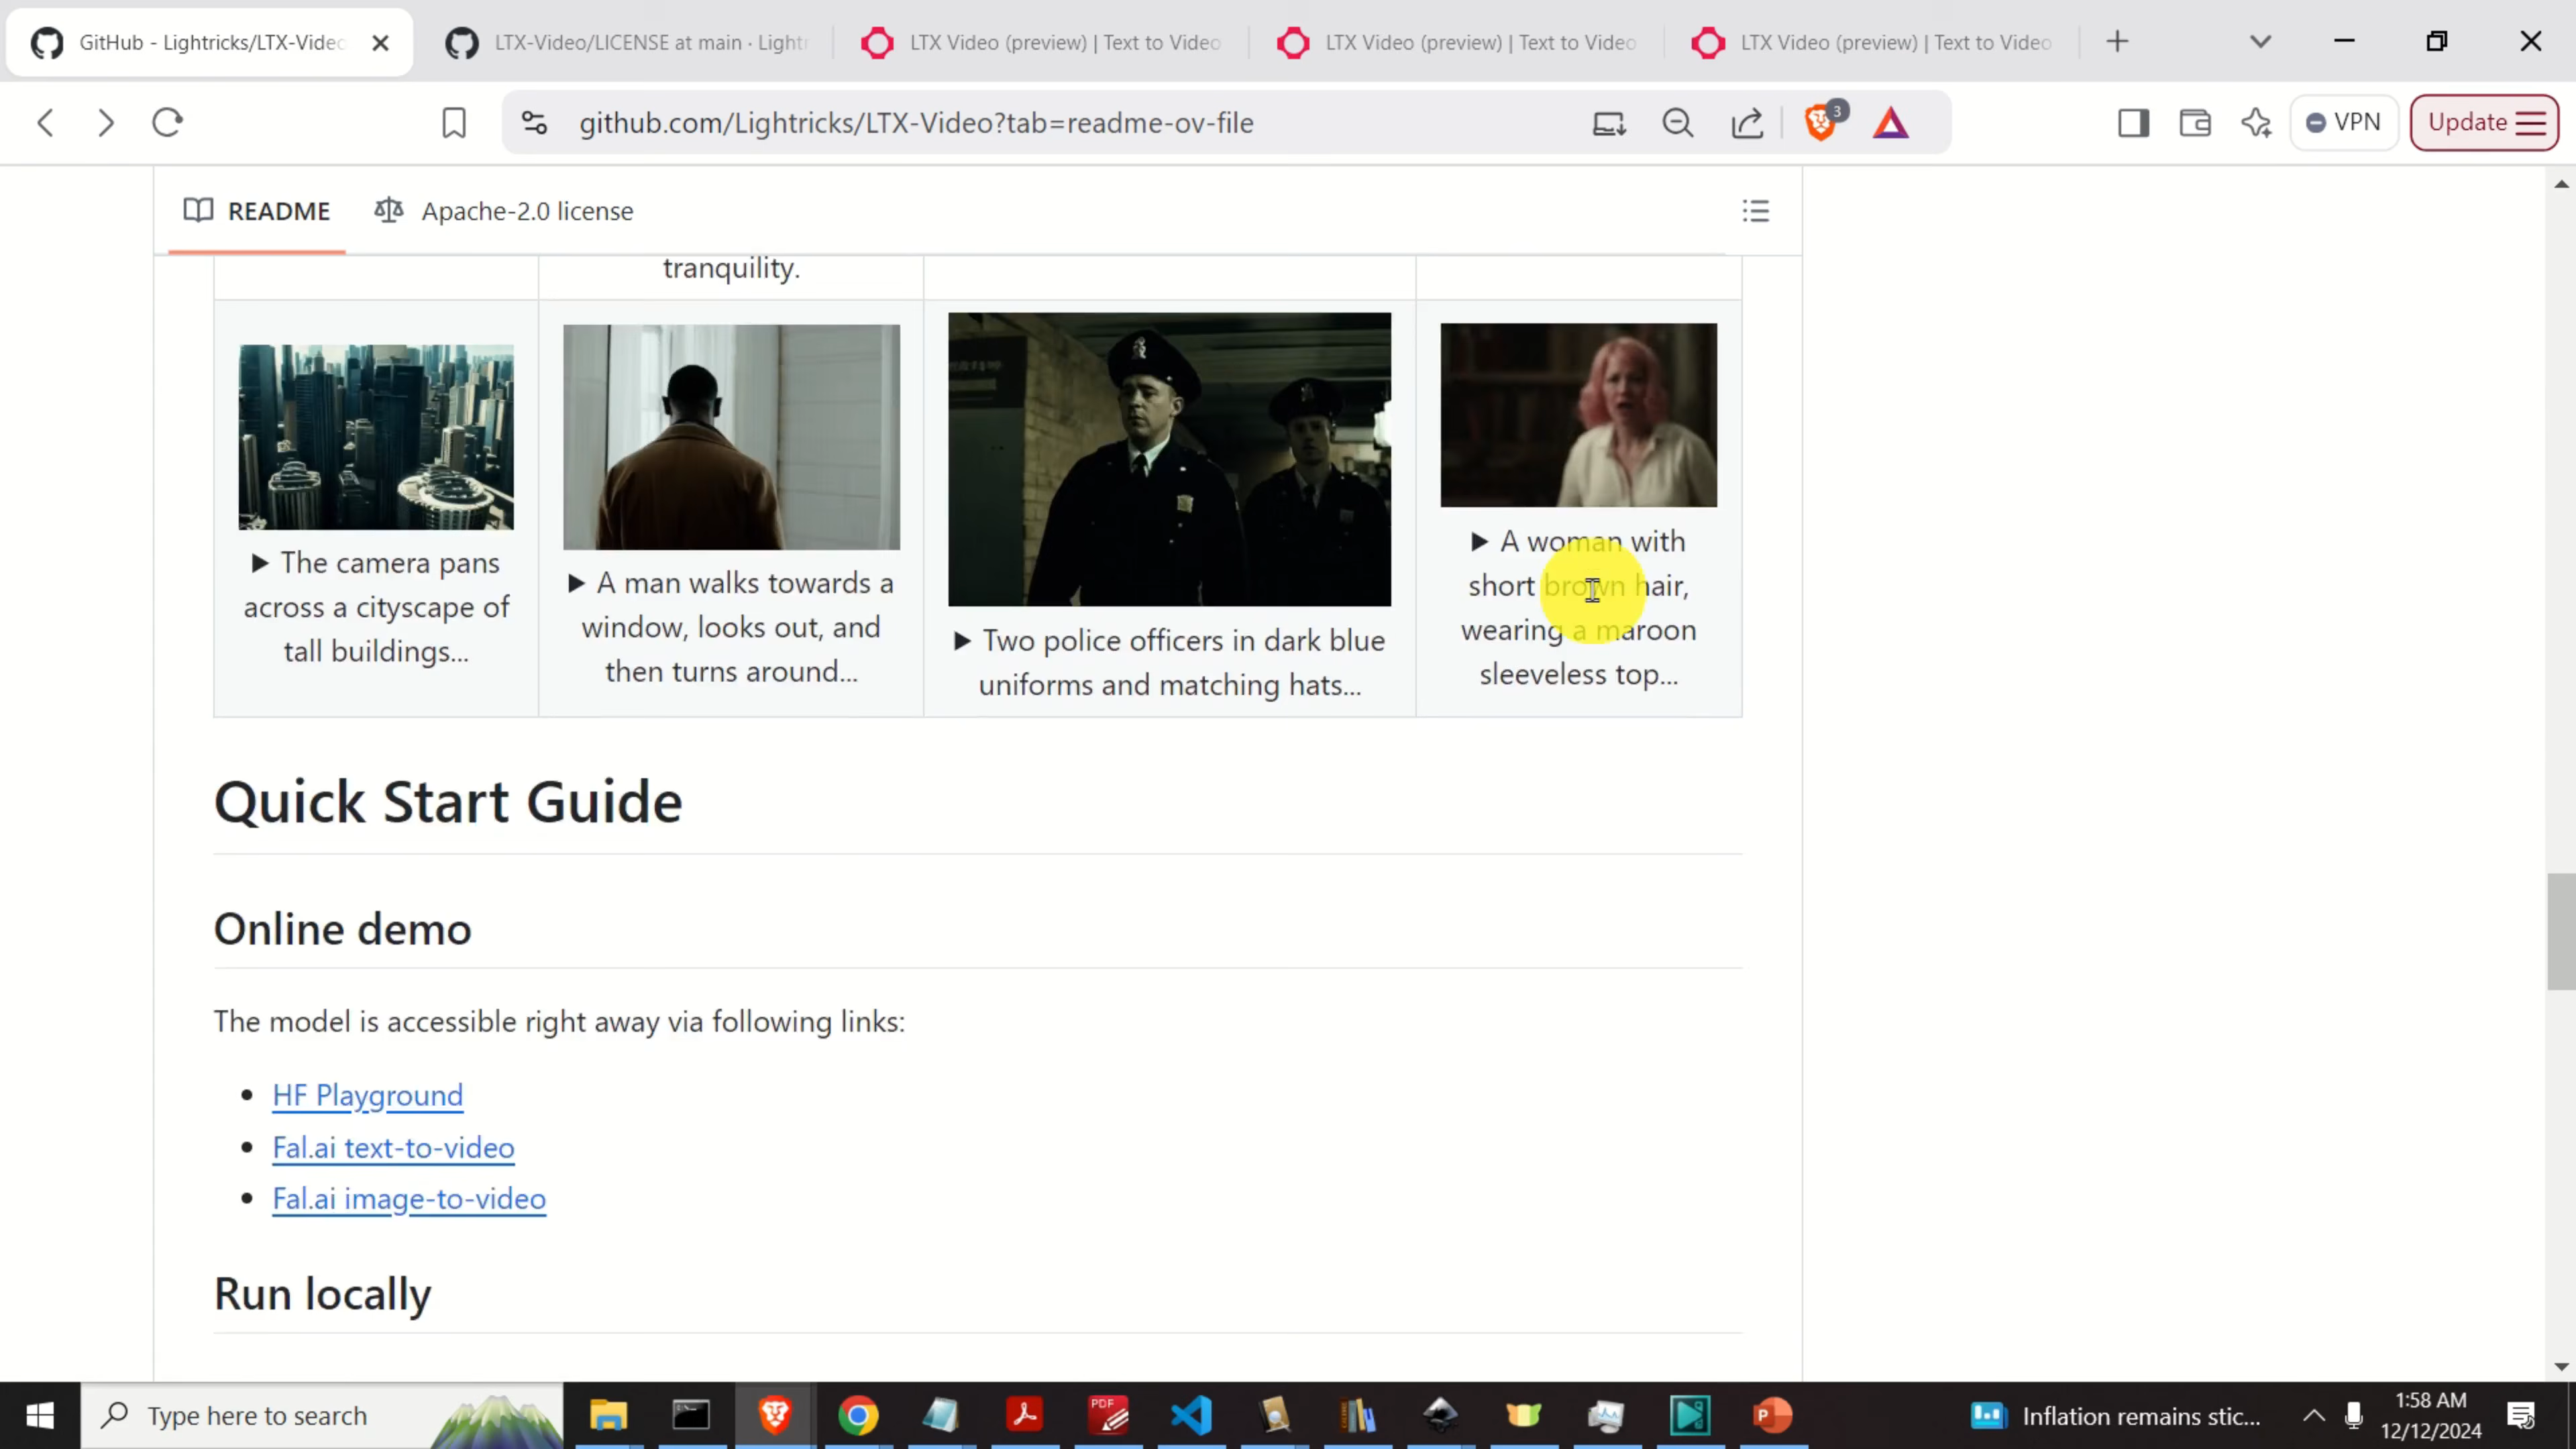 GitHub - Lightricks/LTX-Videc
LTX-Video/LICENSE at main · Lightr
LTX Video (preview) | Text to Video
LTX Video (preview) | Text to Video
LTX Video (preview) | Text to Video
github.com/Lightricks/LTX-Video?tab=readme-ov-file
3
VPN
Update
README
Apache-2.0 license
tranquility.
▶ The camera pans
across a cityscape of
tall buildings...
▶ A man walks towards a
window, looks out, and
then turns around...
▶ Two police officers in dark blue
uniforms and matching hats...
▶ A woman with
short brown hair,
wearing a maroon
sleeveless top...
Quick Start Guide
Online demo
The model is accessible right away via following links:
• HF Playground
• Fal.ai text-to-video
• Fal.ai image-to-video
Run locally
Type here to search
PDF
P
Inflation remains stic...
1:58 AM
12/12/2024